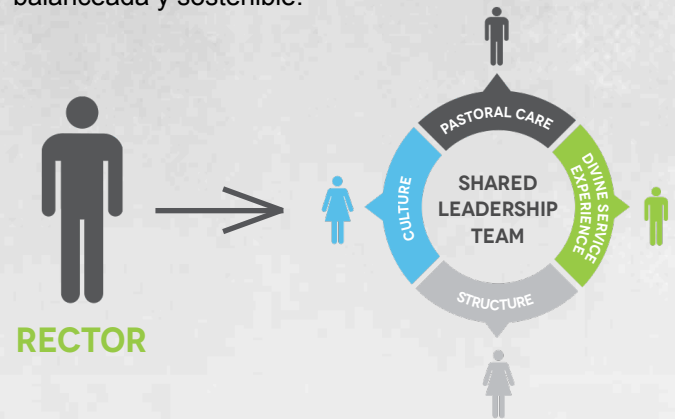 balanceada y sostenible.
PASTORAL CARE
DIVINE SERVICE
EXPERIENCE
CULTURE
SHARED
LEADERSHIP
TEAM
STRUCTURE
RECTOR